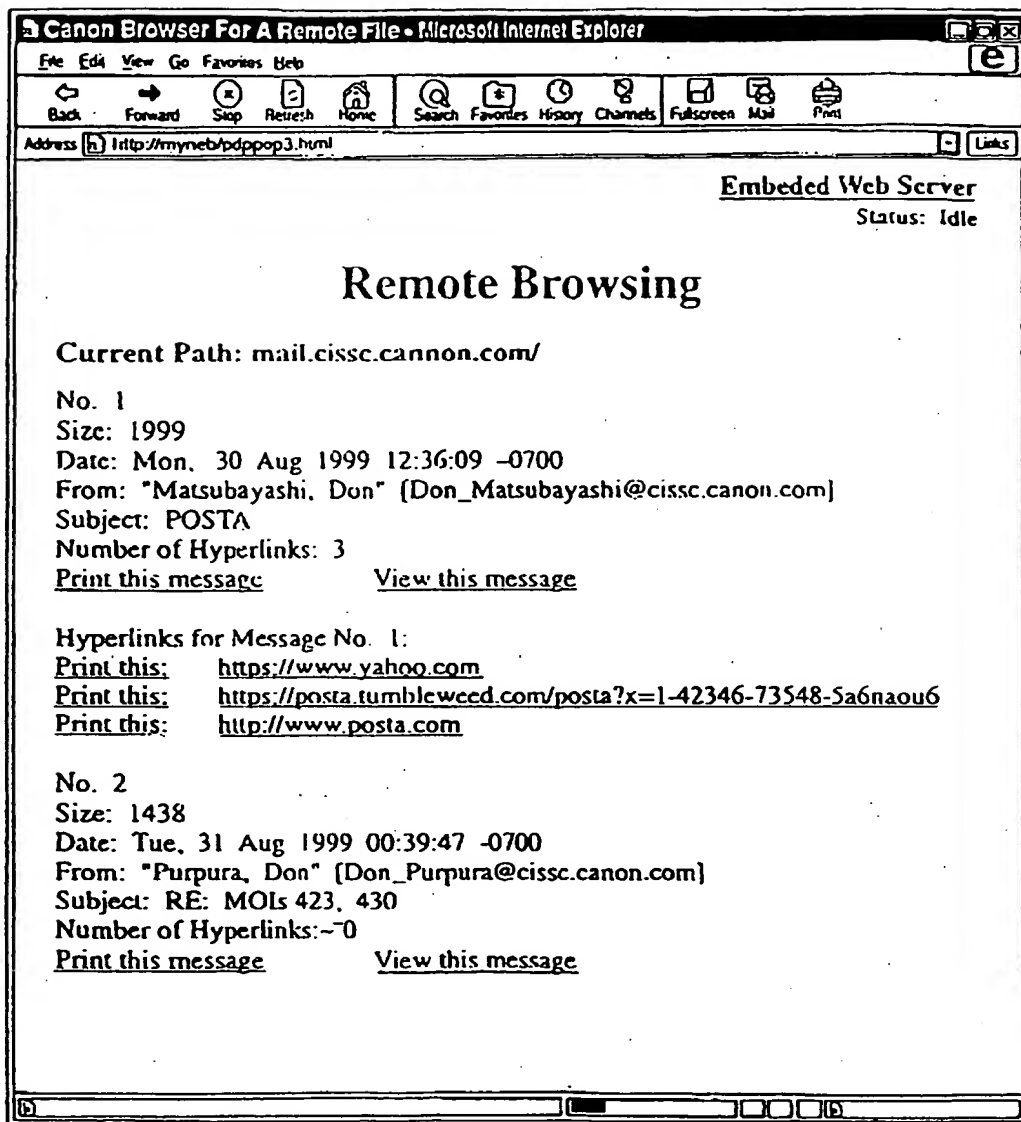 Canon Browser For A Remote File • Microsoft Internet Explorer
File Edit View Go Favorites Help
Back Forward Stop Refresh Home Search Favorites History Channels Fullscreen Mail Print
Address http://myneb/pdppop3.html Links
Embeded Web Server
Status: Idle
Remote Browsing
Current Path: mail.cissc.cannon.com/
No. 1
Size: 1999
Date: Mon, 30 Aug 1999 12:36:09 -0700
From: "Matsubayashi, Don" [Don_Matsubayashi@cissc.canon.com]
Subject: POSTA
Number of Hyperlinks: 3
Print this message View this message
Hyperlinks for Message No. 1:
Print this: https://www.yahoo.com
Print this: https://posta.tumbleweed.com/posta?x=1-42346-73548-5a6naou6
Print this: http://www.posta.com
No. 2
Size: 1438
Date: Tue, 31 Aug 1999 00:39:47 -0700
From: "Purpura, Don" [Don_Purpura@cissc.canon.com]
Subject: RE: MOIs 423, 430
Number of Hyperlinks: 0
Print this message View this message